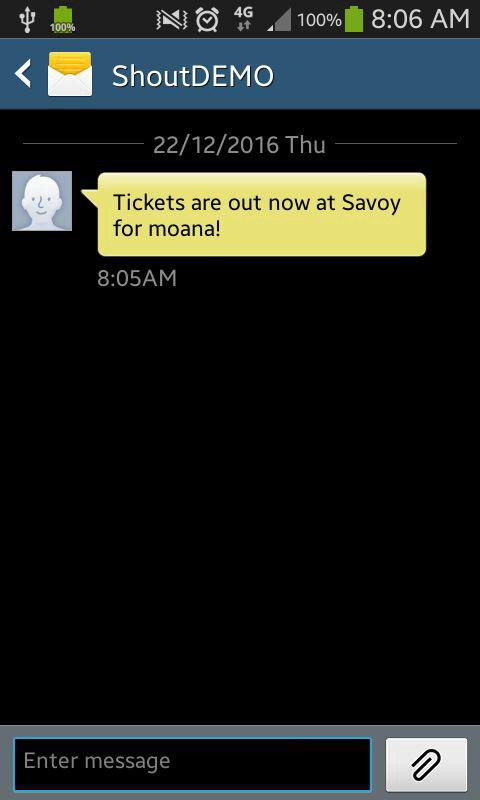 100%
4G
100%
8:06 AM
ShoutDEMO
22/12/2016 Thu
Tickets are out now at Savoy
for moana!
8:05AM
Enter message